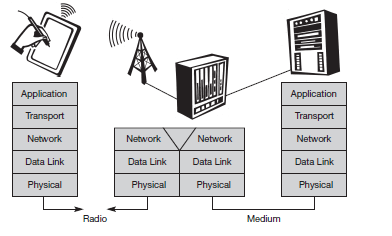 Application
Transport
Network
Data Link
Physical
Network Network
Data Link Data Link
Physical Physical
Application
Transport
Network
Data Link
Physical
Radio
Medium